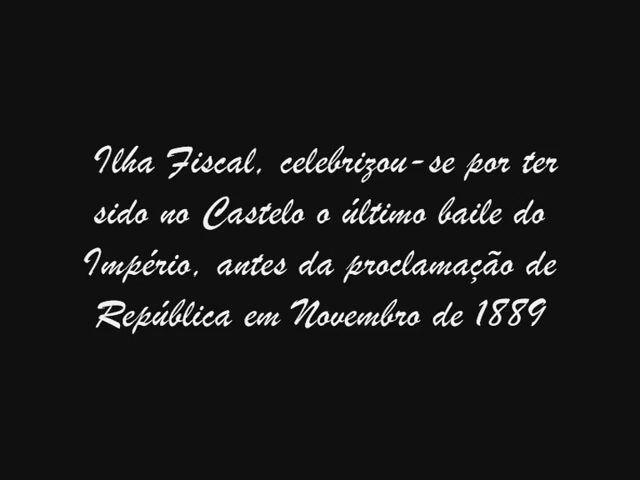 Ilha Fiscal, celebrizou-se por ter
sido no Castelo o último baile do
Império, antes da proclamação de
República em Novembro de 1889